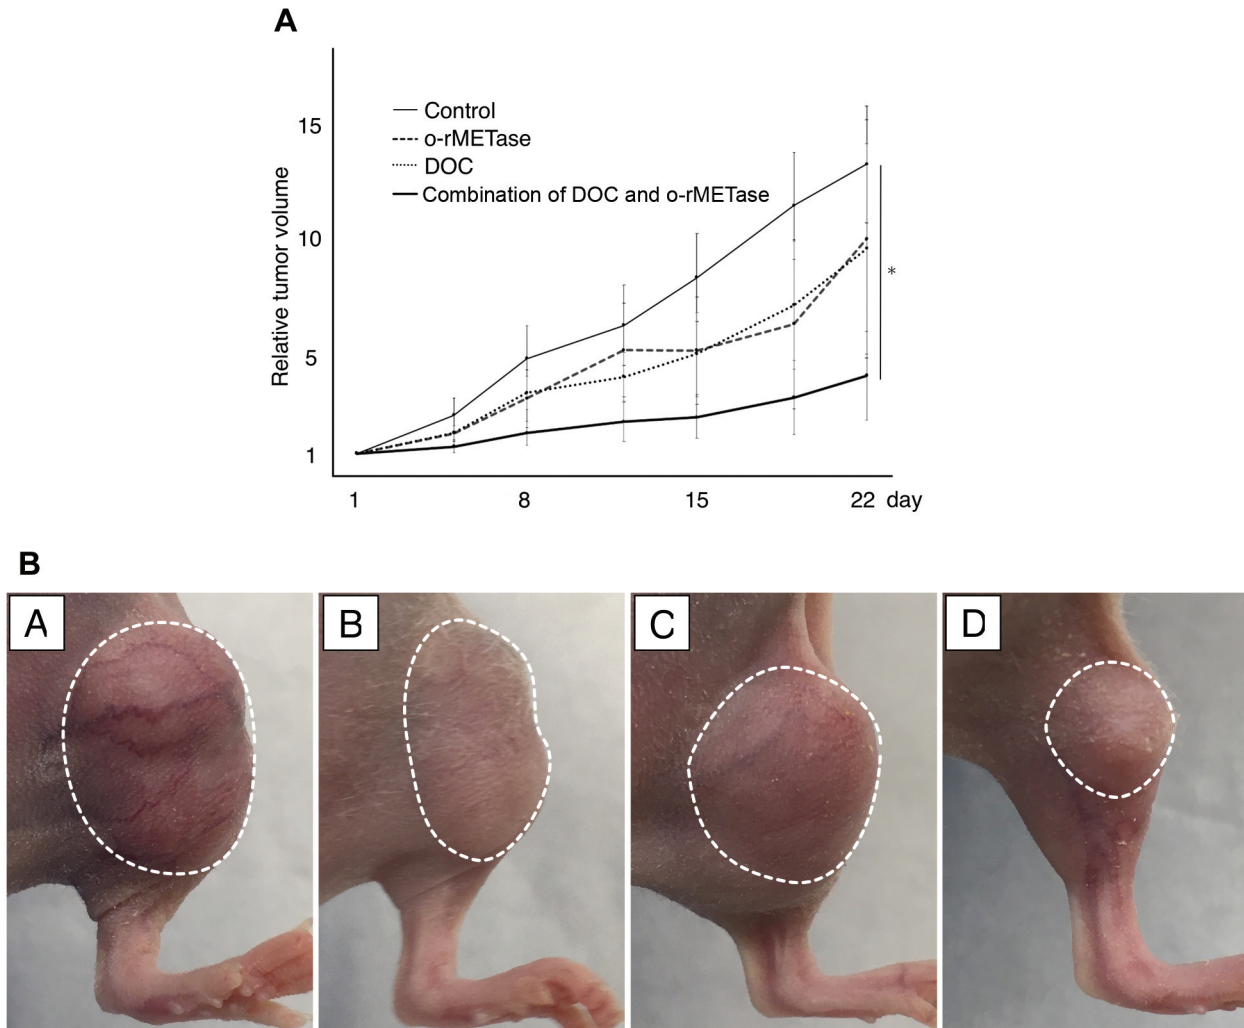 A
Relative tumor volume
15
10
5
1
Control
o-rMETase
DOC
Combination of DOC and o-rMETase
*
1 8 15 22 day
B
A B C D